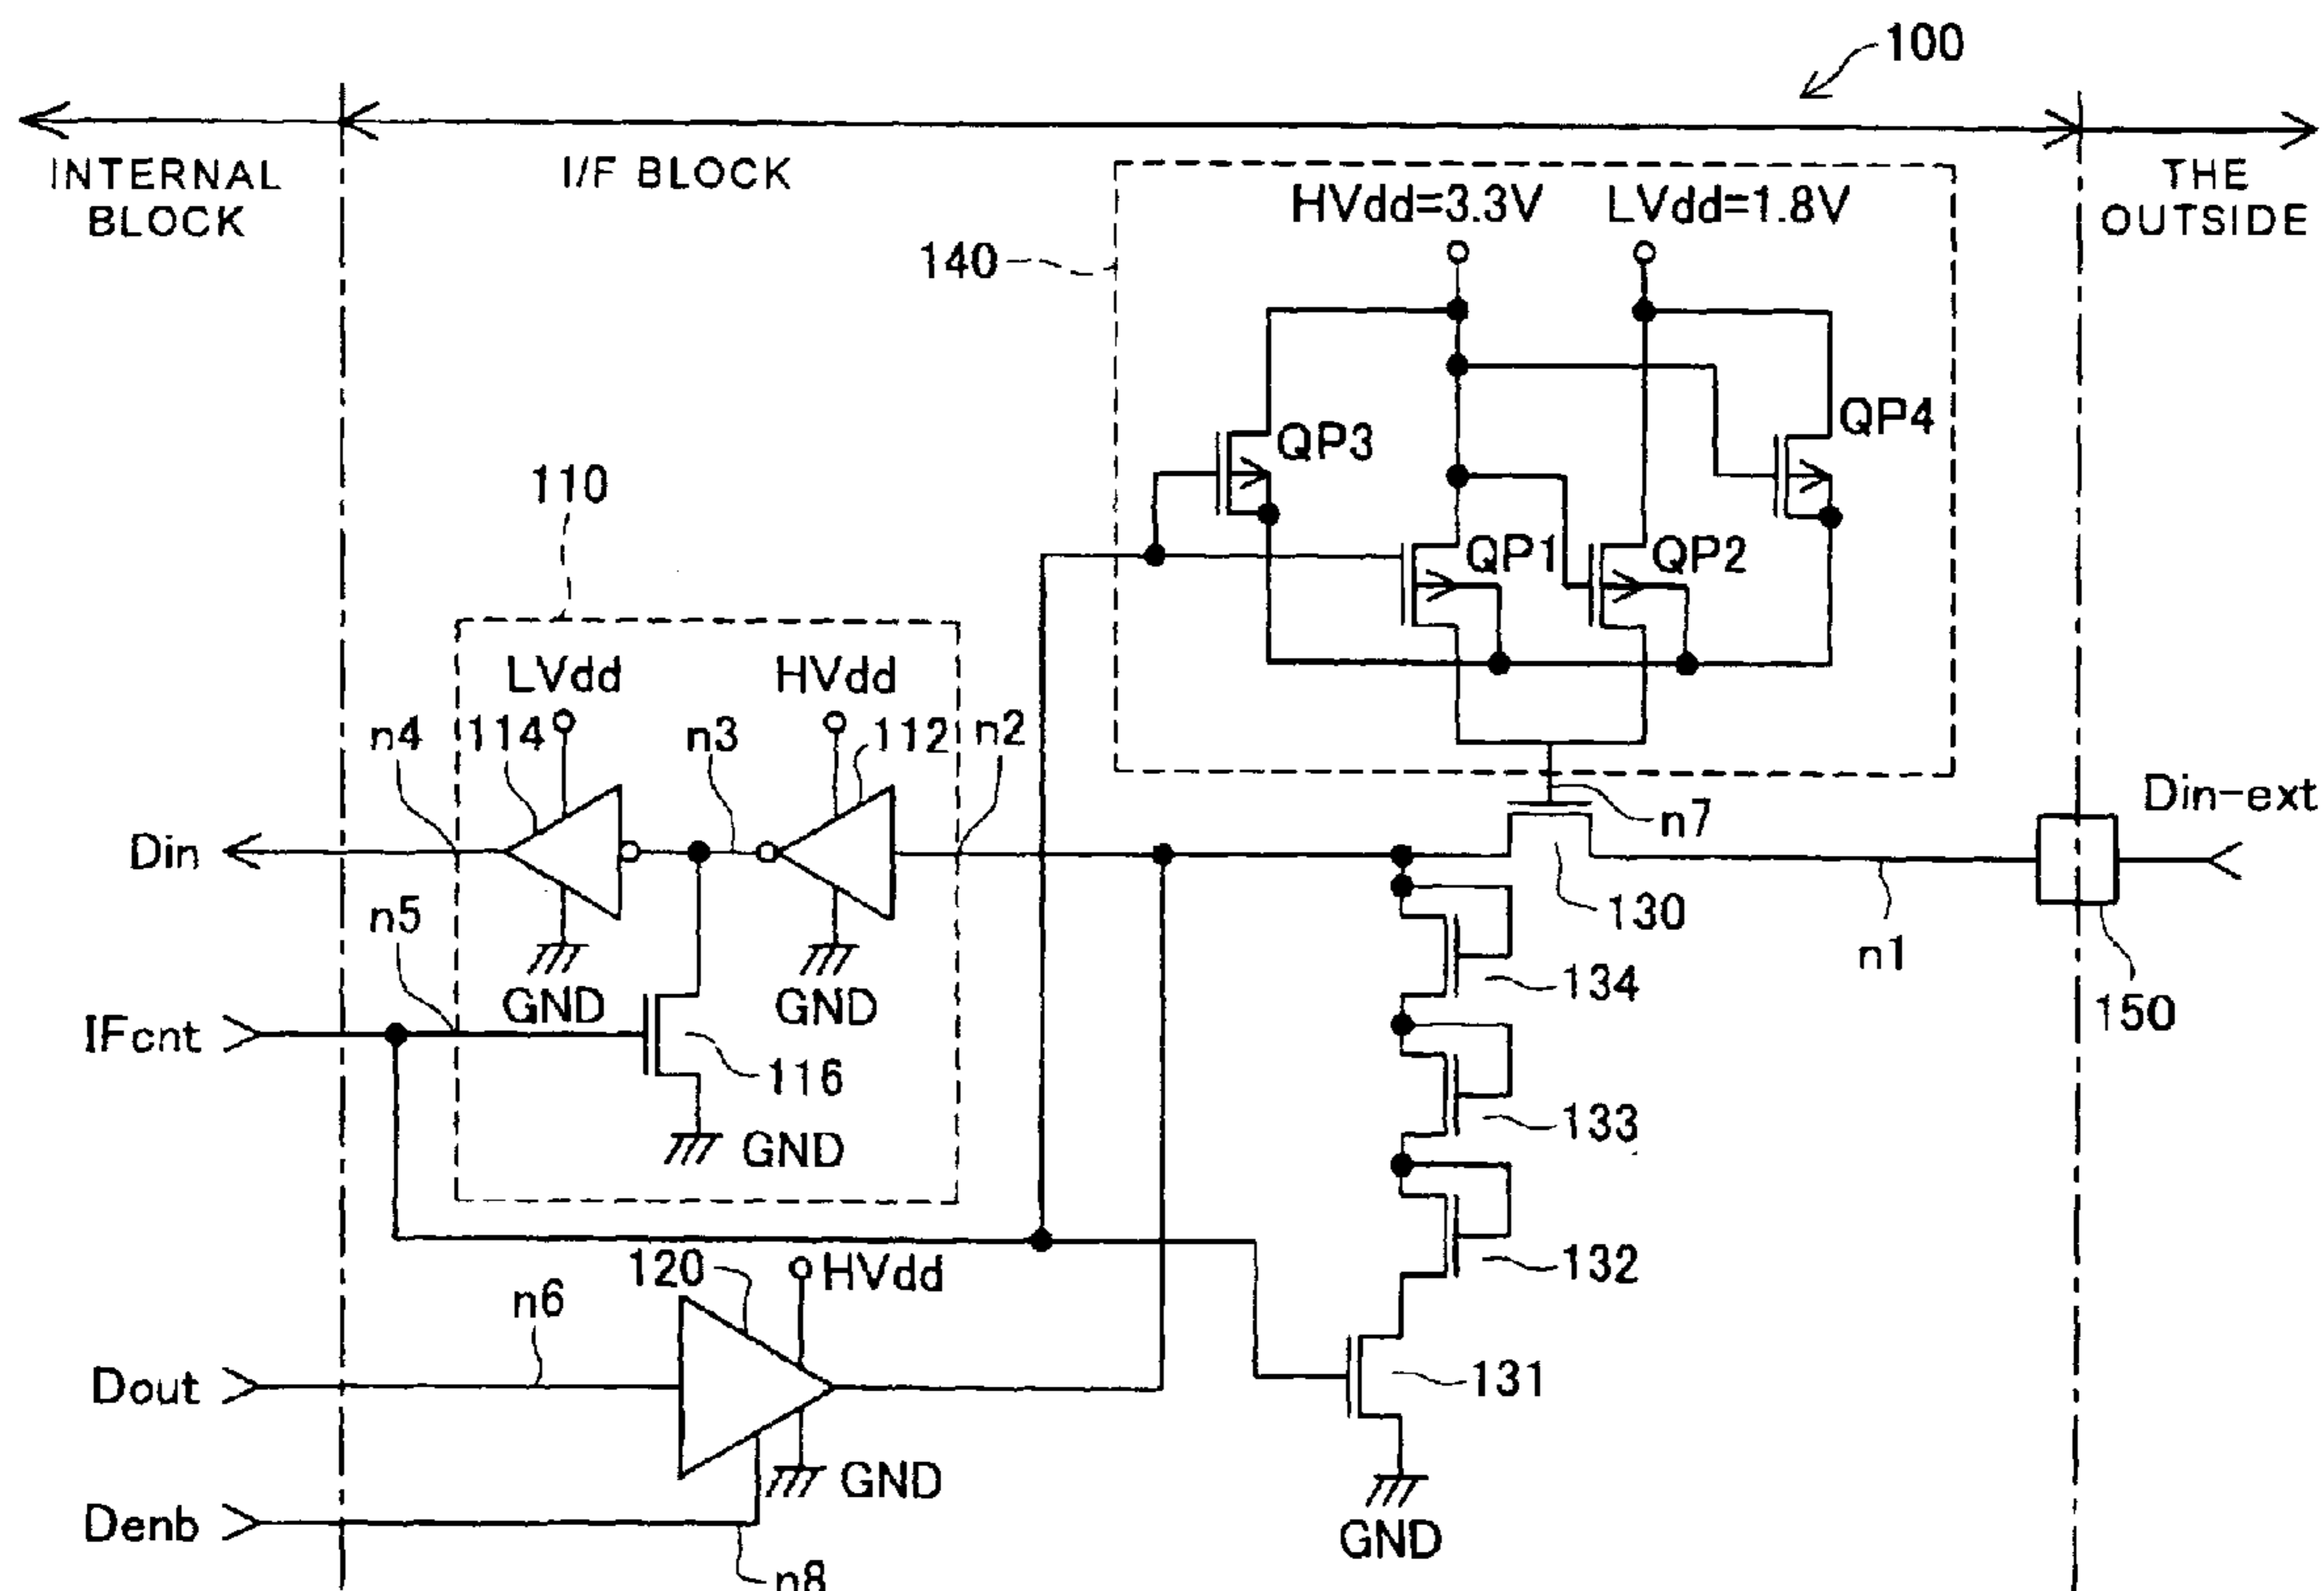 100
INTERNAL
BLOCK
I/F BLOCK
THE
OUTSIDE
HVdd=3.3V
LVdd=1.8V
140
QP3
QP4
110
QP1
QP2
LVdd
HVdd
n4
114
n3
112
n2
Din-ext
n7
Din
130
n5
n1
GND
GND
134
150
IFcnt
116
133
GND
132
120
HVdd
n6
131
Dout
GND
Denb
GND
n8